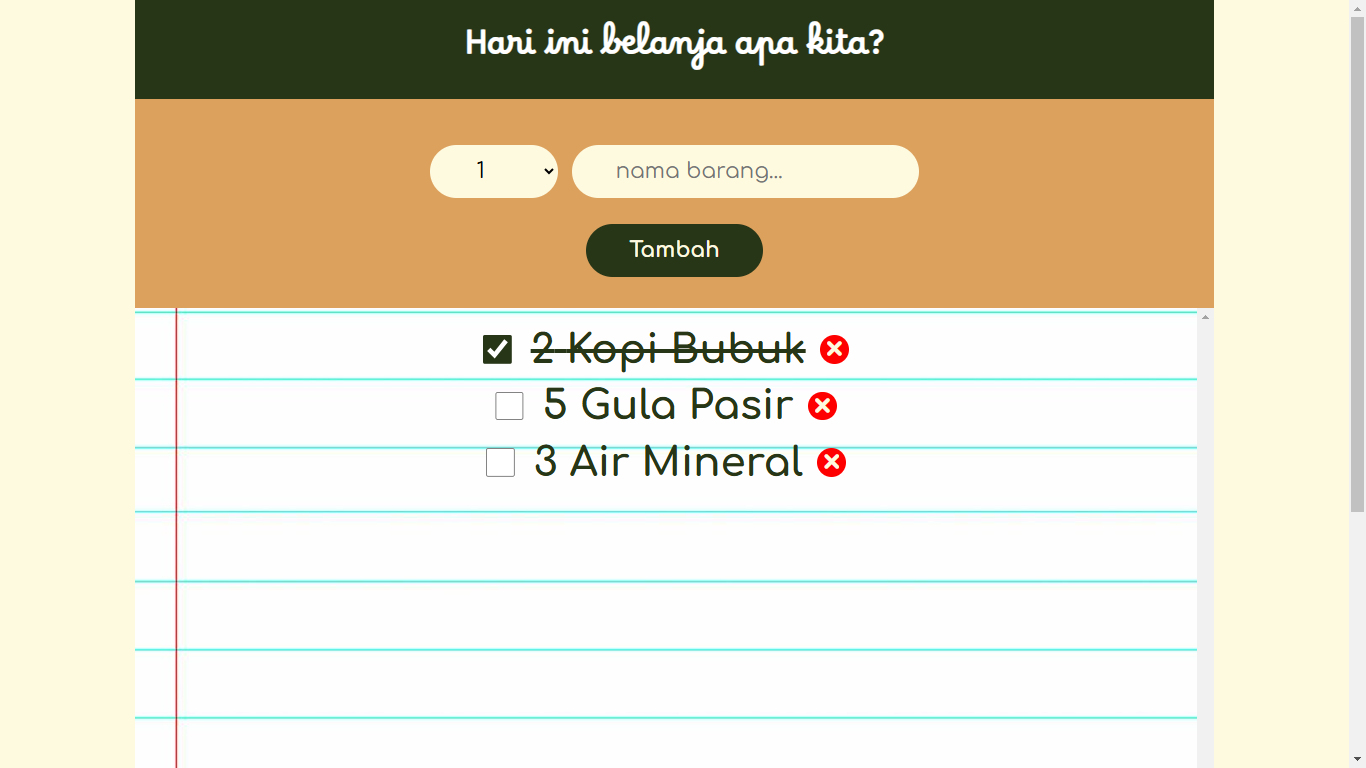 Hari ini belanja apa kita?
1 nama barang...
Tambah
2 Kopi Bubuk
5 Gula Pasir
3 Air Mineral